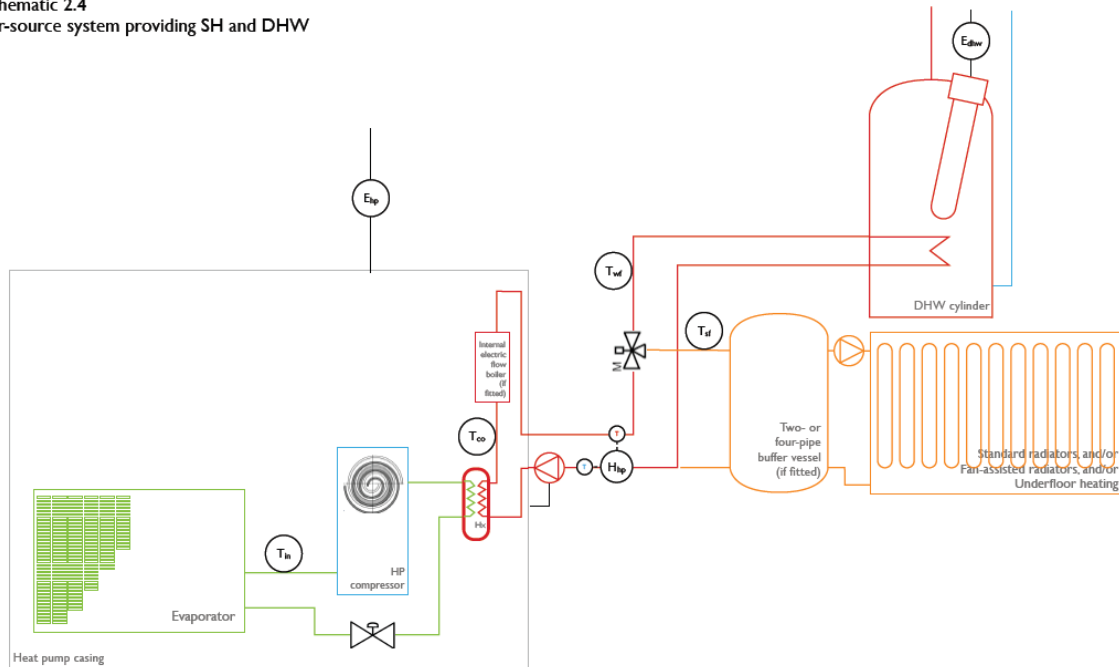 hematic 2.4
r-source system providing SH and DHW
Edhw
Ehp
Twf
DHW cylinder
Tsf
M
Internal
electric
flow
boiler
(if
fitted)
Tco
T
Two- or
four-pipe
buffer vessel
(if fitted)
Standard radiators, and/or
Fan-assisted radiators, and/or
Underfloor heating
T
Hhp
Hx
Tin
HP
compressor
Evaporator
Heat pump casing